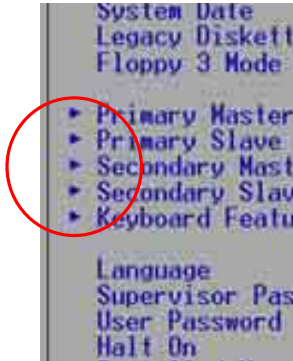 System Date
Legacy Diskett
Floppy 3 Mode
Primary Master
Primary Slave
Secondary Mast
Secondary Slav
Keyboard Featu
Language
Supervisor Pas
User Password
Halt On